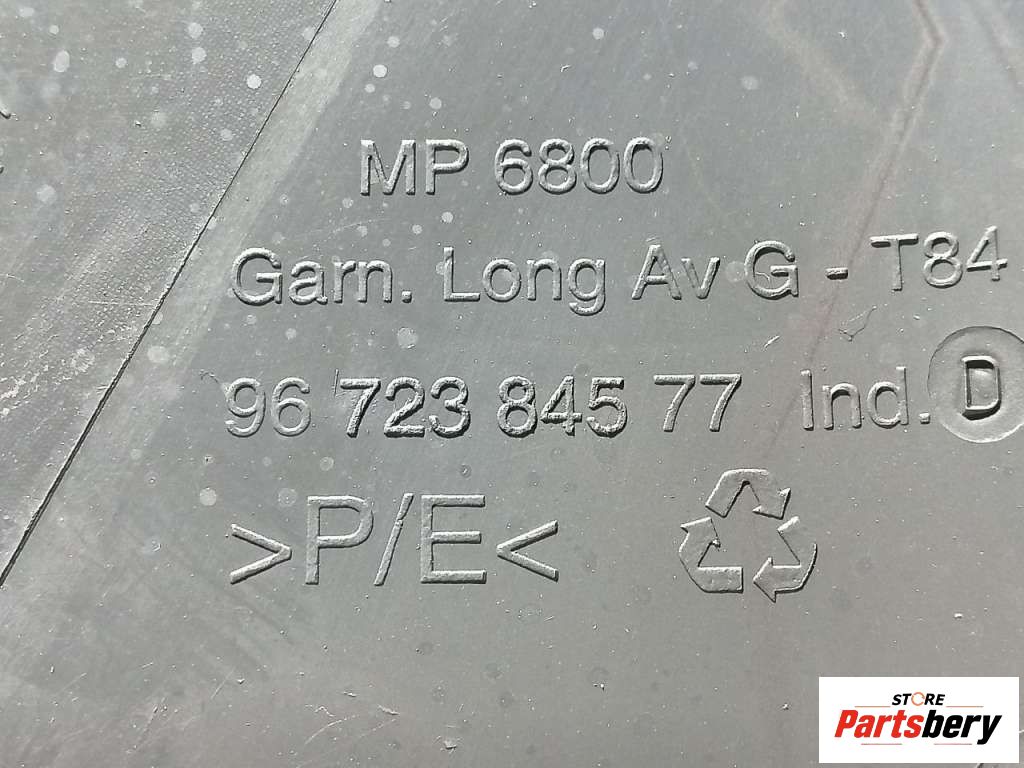 MP 6800
Garn. Long Av G - T84
96 723 845 77 Ind. D
>P/E<
STORE
Partsbery